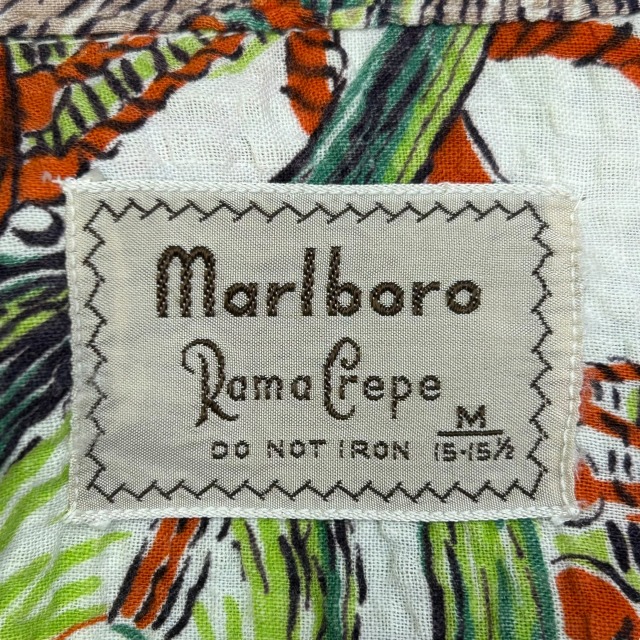 Marlboro
Rama Crepe
DO NOT IRON M
15-15½